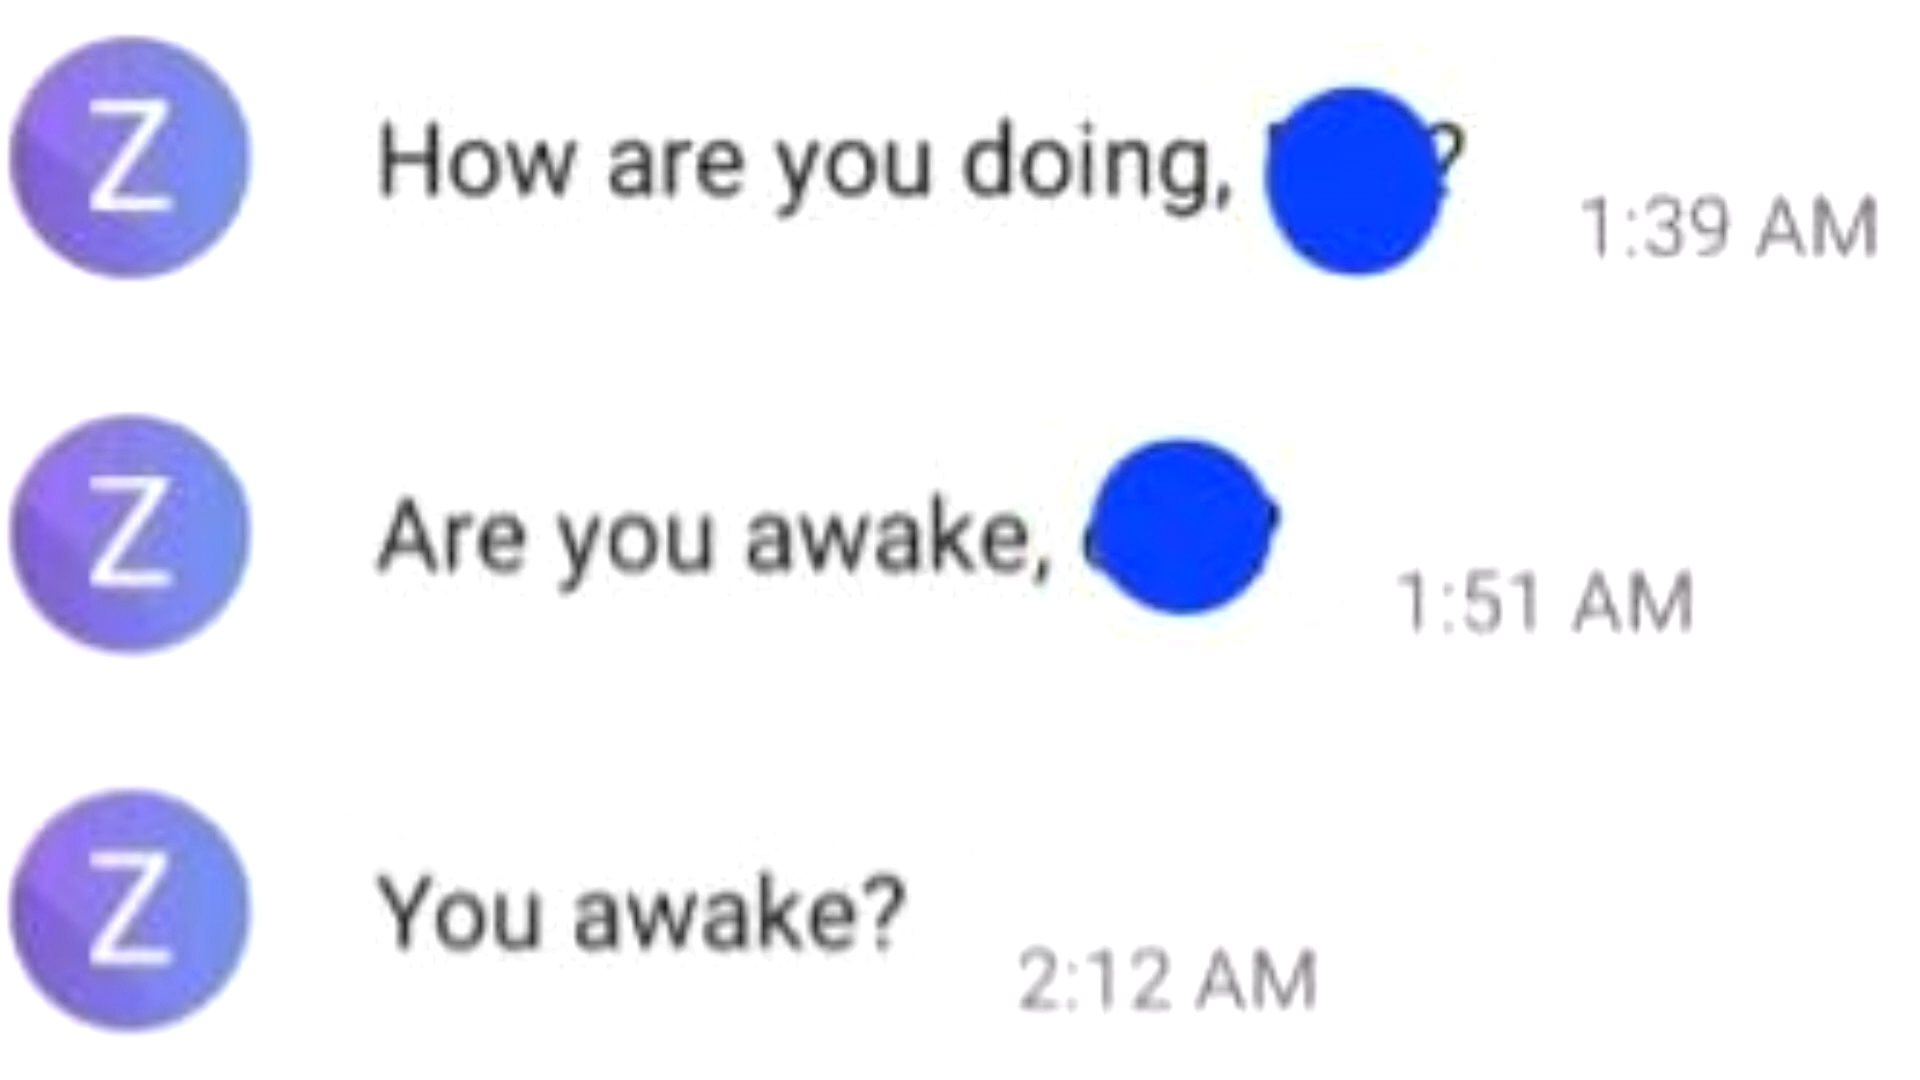 Z
How are you doing, ?
1:39 AM
Z
Are you awake,
1:51 AM
Z
You awake?
2:12 AM